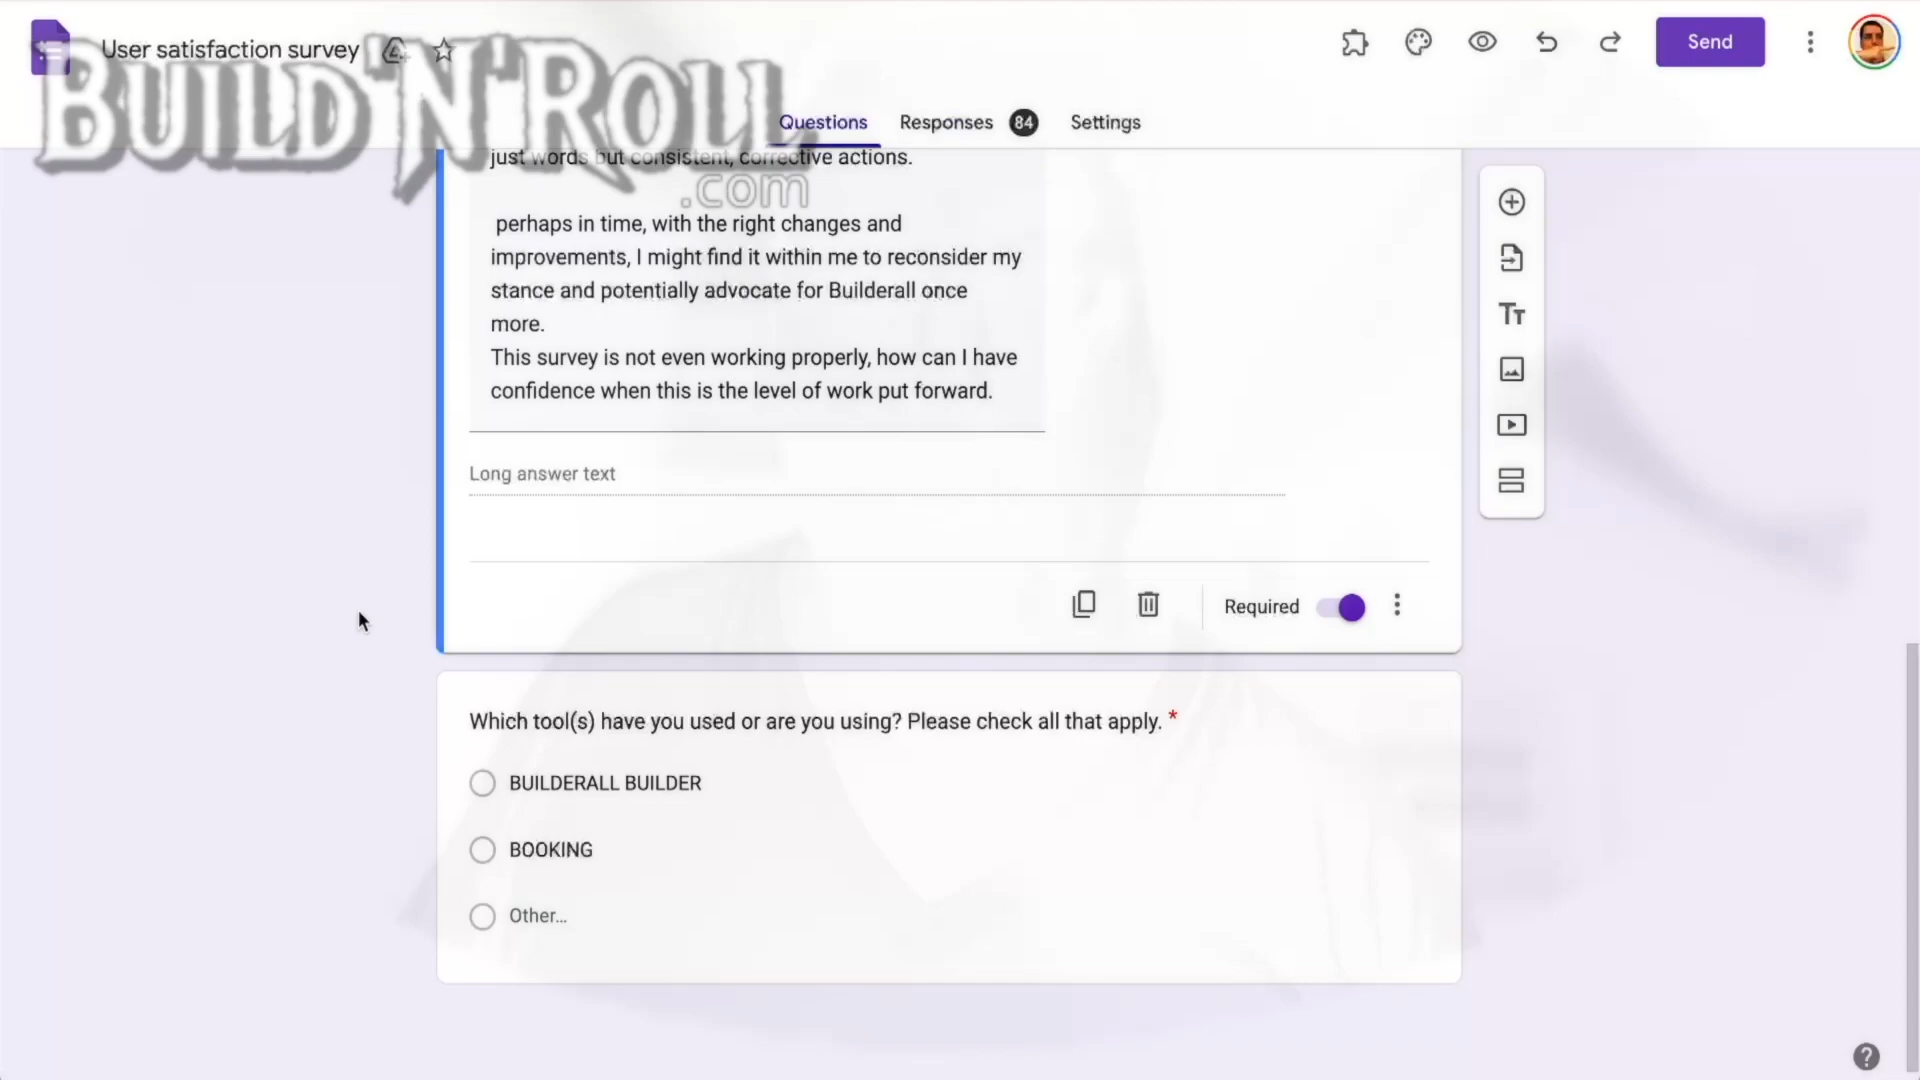 User satisfaction survey
BUILD'N'ROLL
.com
Send
Questions
Responses 84
Settings
just words but consistent, corrective actions.
perhaps in time, with the right changes and
improvements, I might find it within me to reconsider my
stance and potentially advocate for Builderall once
more.
This survey is not even working properly, how can I have
confidence when this is the level of work put forward.
Long answer text
Required
Which tool(s) have you used or are you using? Please check all that apply. *
BUILDERALL BUILDER
BOOKING
Other...